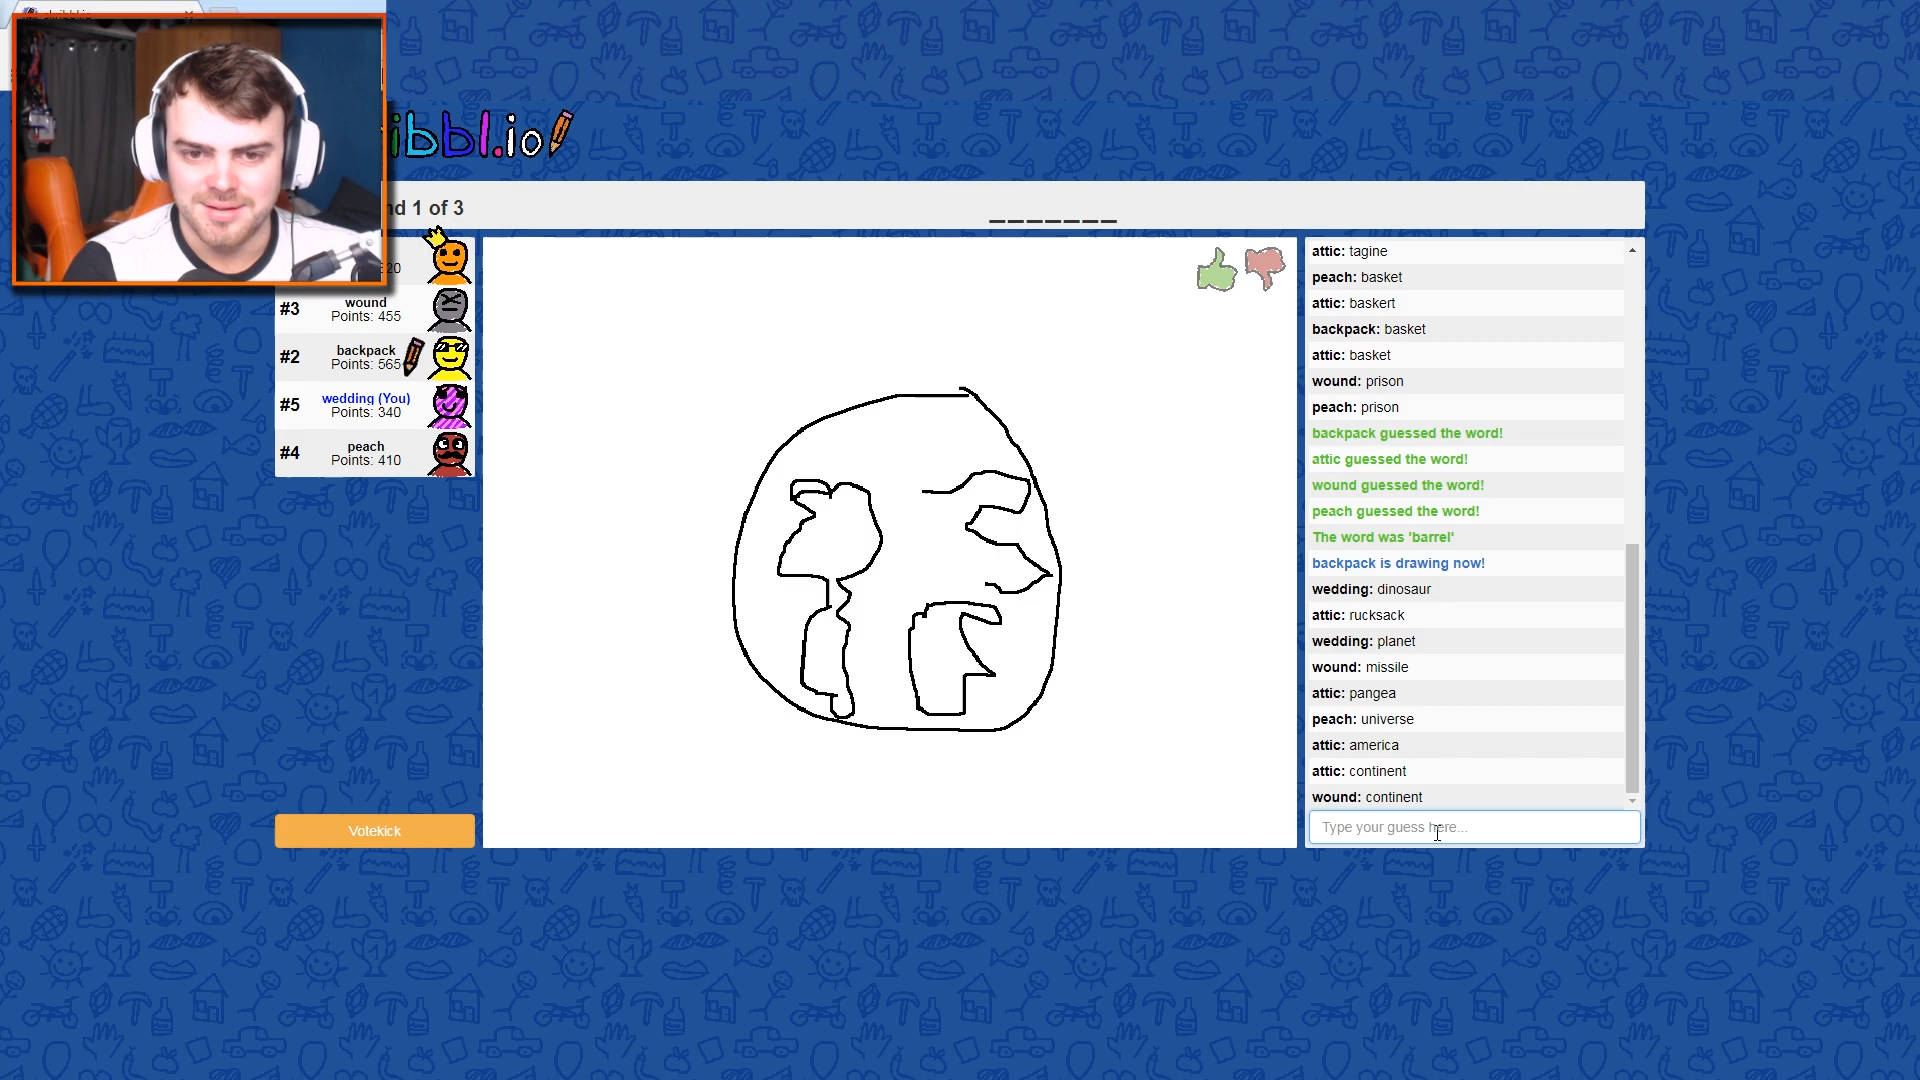 ibbl.io
nd 1 of 3
_______
20
#3
wound
Points: 455
#2
backpack
Points: 565
#5
wedding (You)
Points: 340
#4
peach
Points: 410
Votekick
attic: tagine
peach: basket
attic: baskert
backpack: basket
attic: basket
wound: prison
peach: prison
backpack guessed the word!
attic guessed the word!
wound guessed the word!
peach guessed the word!
The word was 'barrel'
backpack is drawing now!
wedding: dinosaur
attic: rucksack
wedding: planet
wound: missile
attic: pangea
peach: universe
attic: america
attic: continent
wound: continent
Type your guess here...